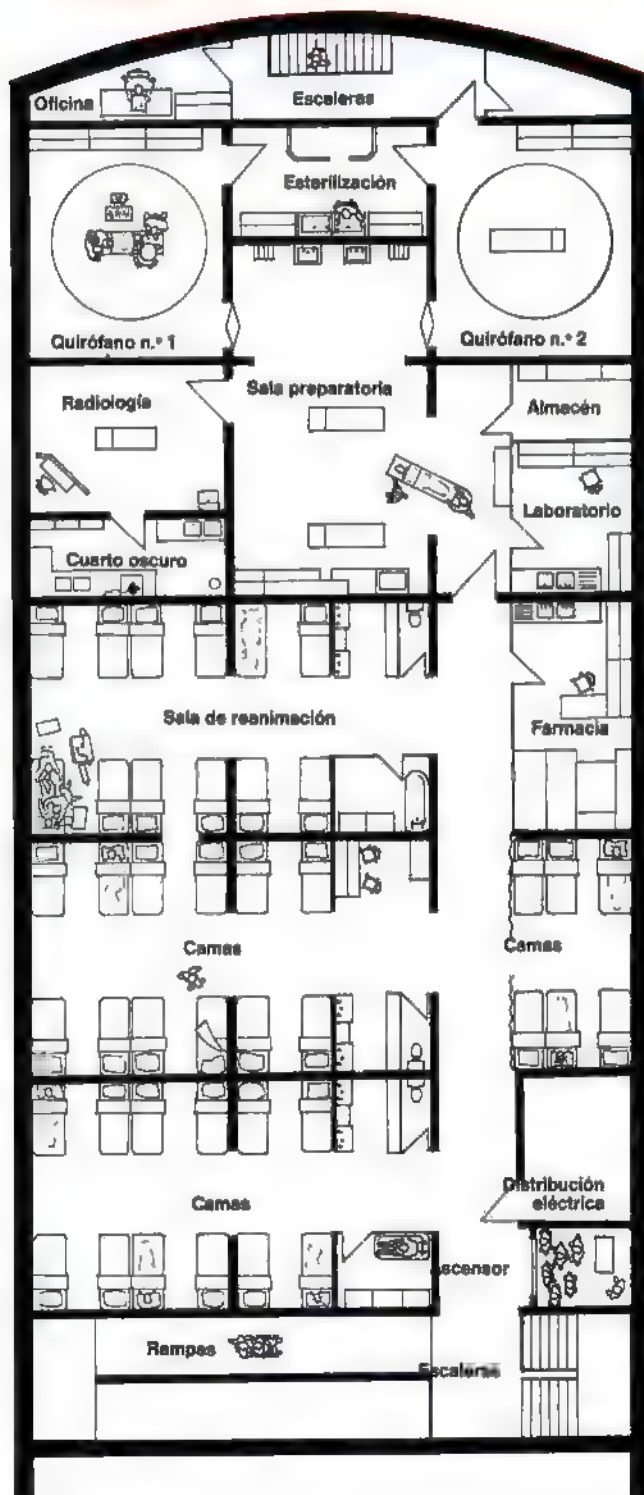 Oficina
Escaleras
Esterilización
Quirófano n.° 1
Quirófano n.° 2
Radiología
Sala preparatoria
Almacén
Laboratorio
Cuarto oscuro
Sala de reanimación
Farmacia
Camas
Camas
Camas
Distribución
eléctrica
Ascensor
Rampas
Escaleras